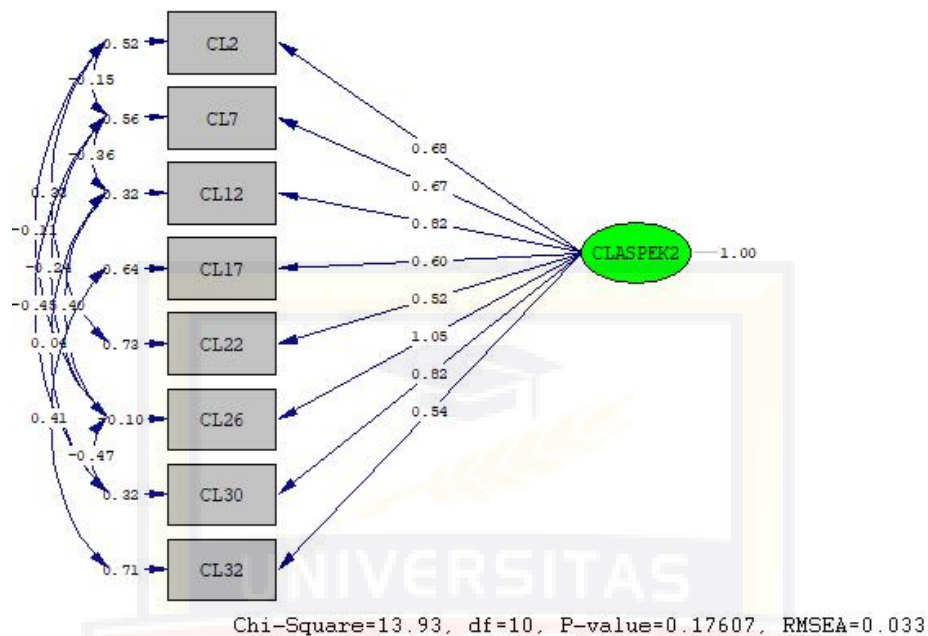 0.52
CL2
-0.15
0.56
CL7
0.68
-0.36
0.67
0.32
CL12
0.82
CLASPEK2
1.00
0.64
CL17
0.60
-0.24
0.52
-0.45
0.04
0.73
CL22
1.05
0.82
-0.10
CL26
0.54
0.41
-0.47
0.32
CL30
0.71
CL32
UNIVERSITAS
Chi-Square=13.93, df=10, P-value=0.17607, RMSEA=0.033